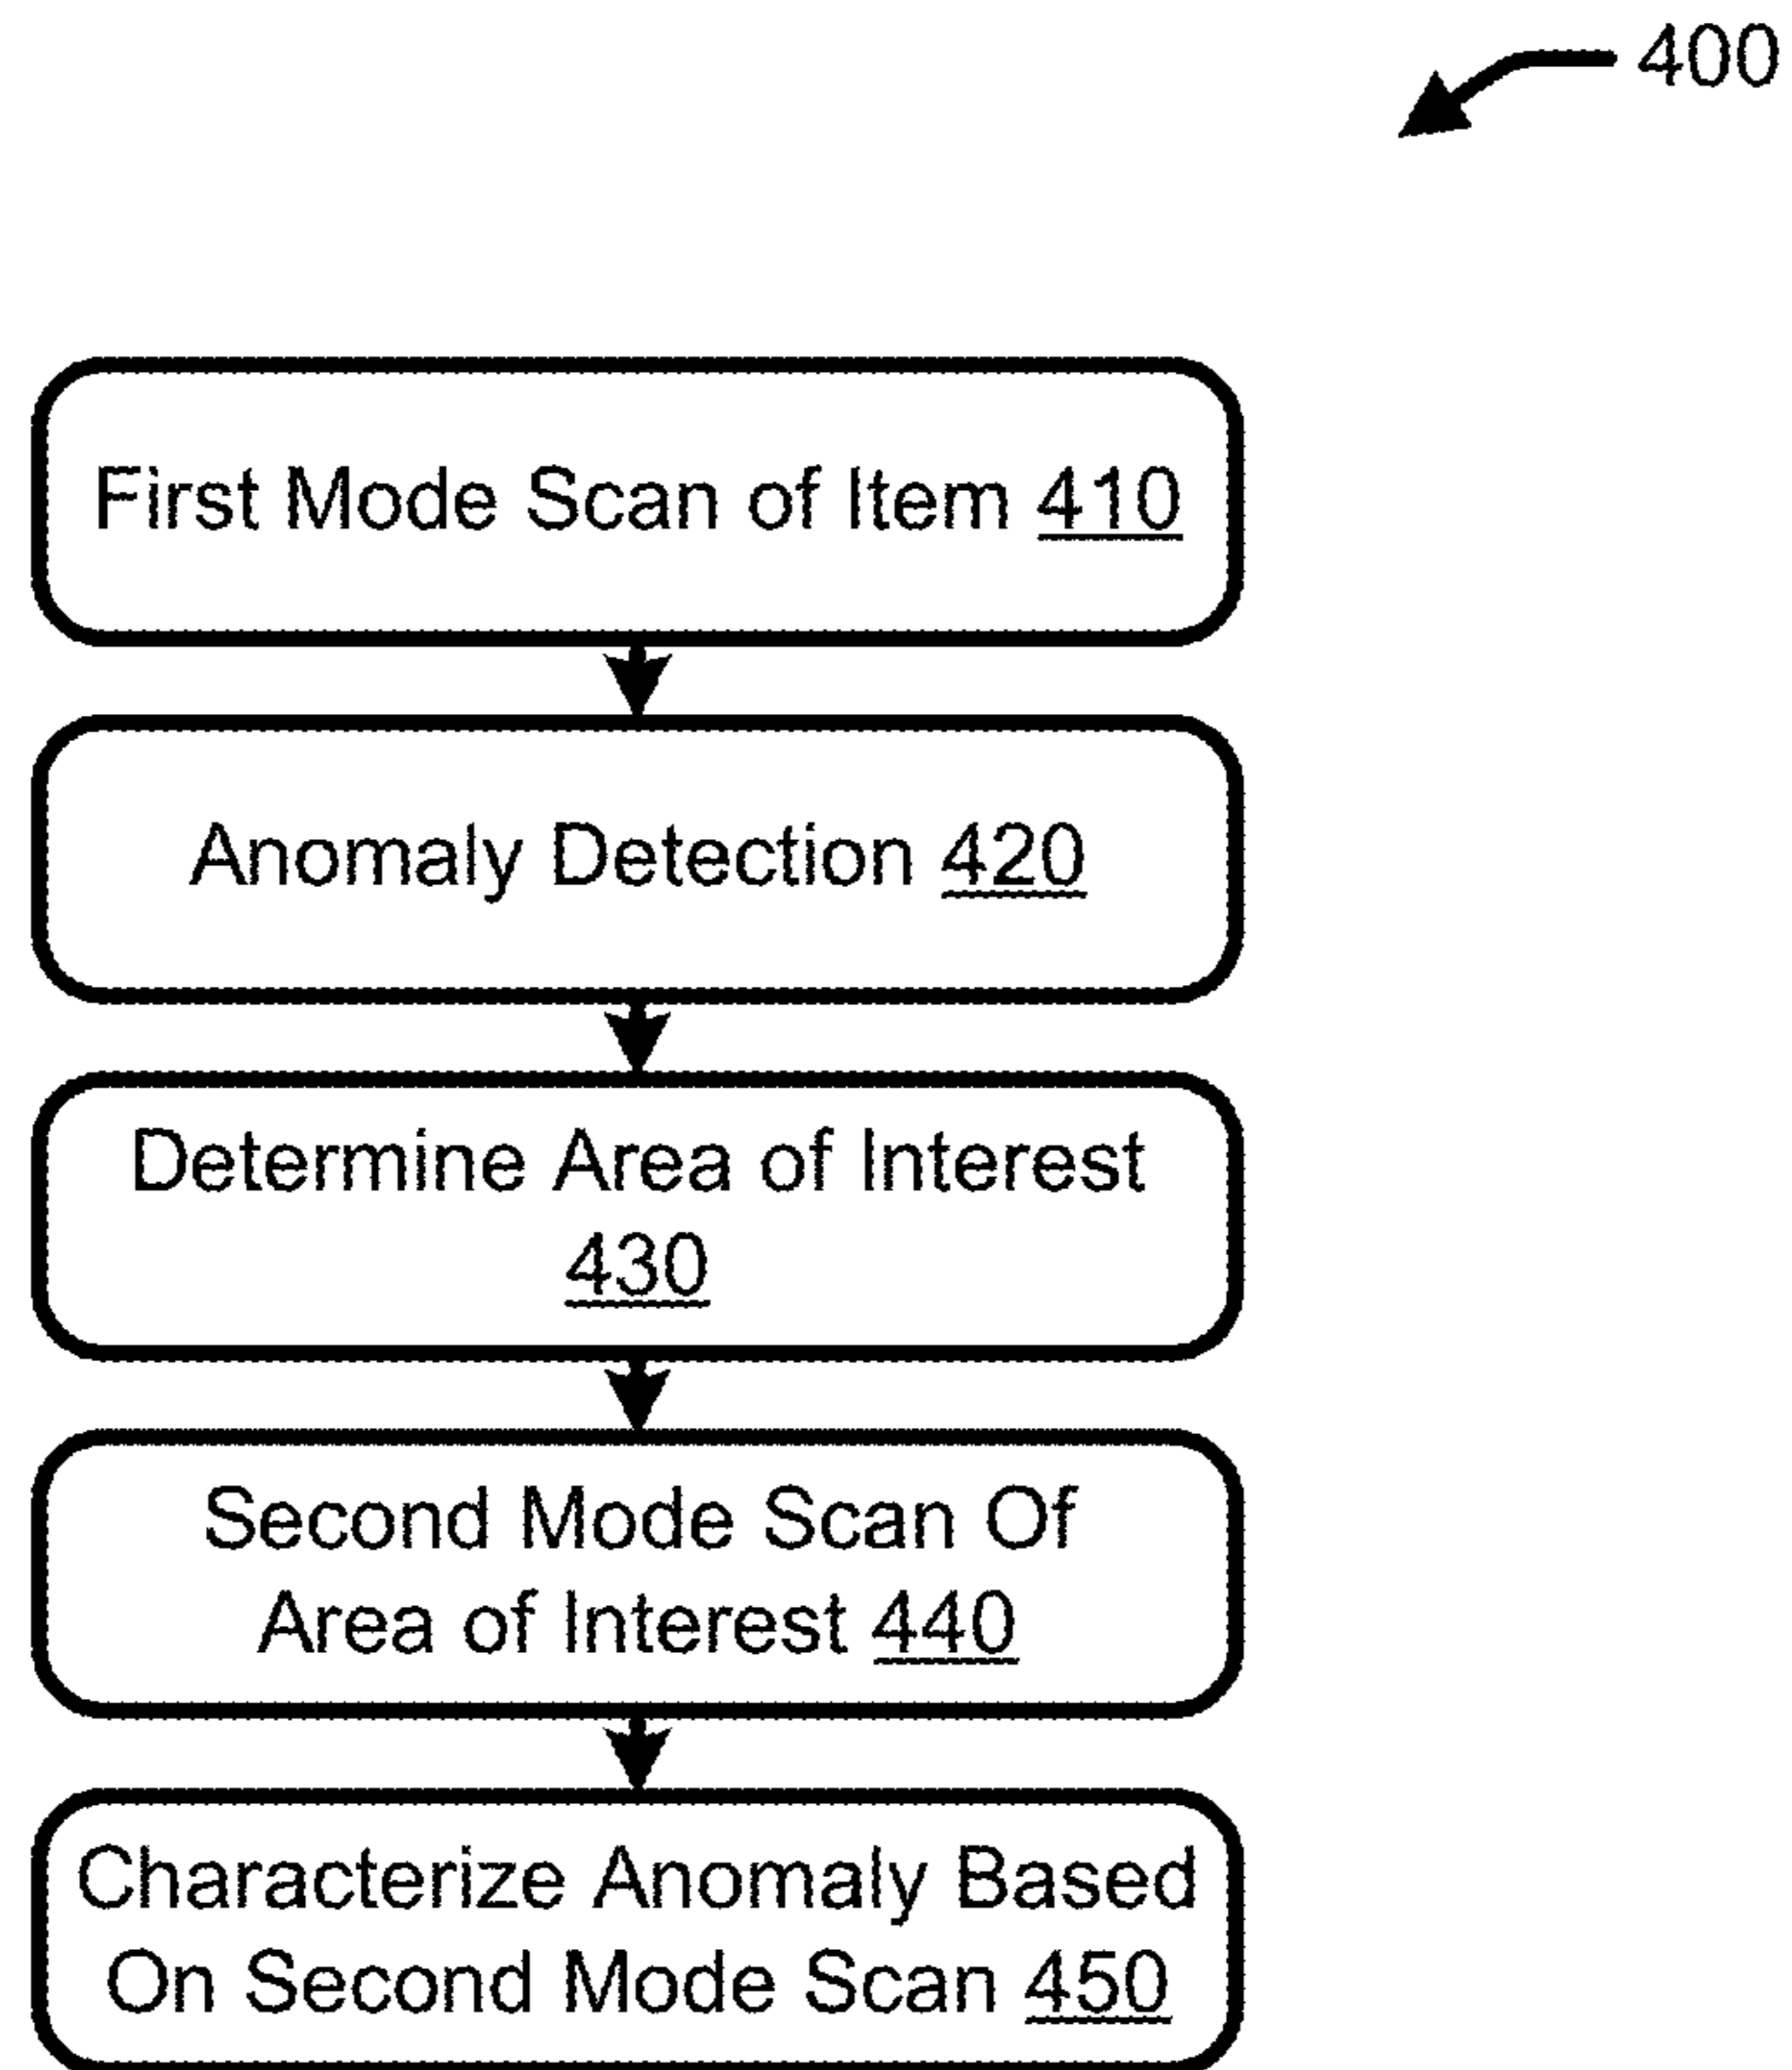 400
First Mode Scan of Item 410
Anomaly Detection 420
Determine Area of Interest
430
Second Mode Scan Of
Area of Interest 440
Characterize Anomaly Based
On Second Mode Scan 450